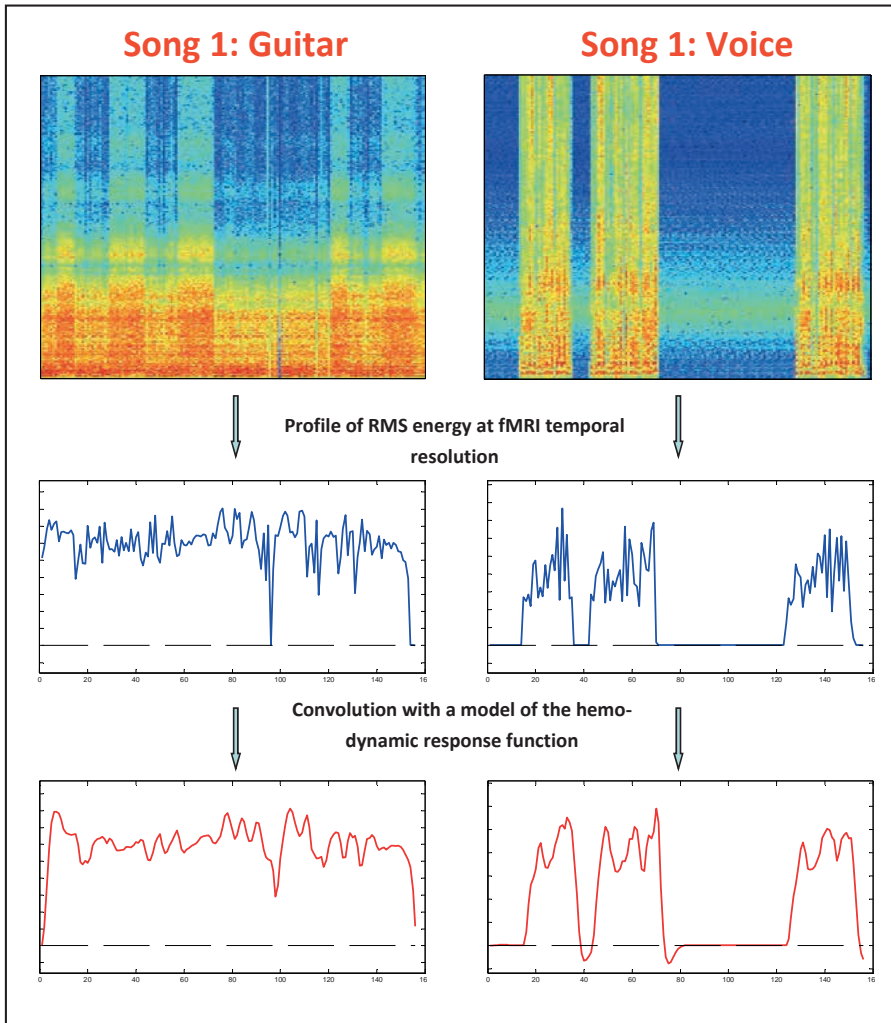 Song 1: Guitar
Song 1: Voice
Profile of RMS energy at fMRI temporal
resolution
0 20 40 60 80 100 120 140 16
0 20 40 60 80 100 120 140 16
Convolution with a model of the hemo-
dynamic response function
0 20 40 60 80 100 120 140 16
0 20 40 60 80 100 120 140 16